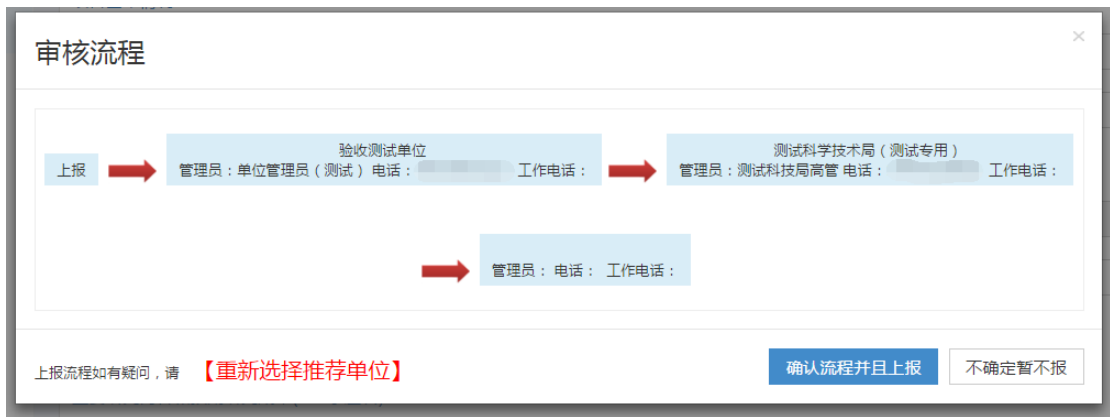 审核流程
×
上报
验收测试单位
管理员：单位管理员（测试）电话： 工作电话：
测试科学技术局（测试专用）
管理员：测试科技局高管 电话： 工作电话：
管理员： 电话： 工作电话：
上报流程如有疑问，请 【重新选择推荐单位】
确认流程并且上报
不确定暂不报